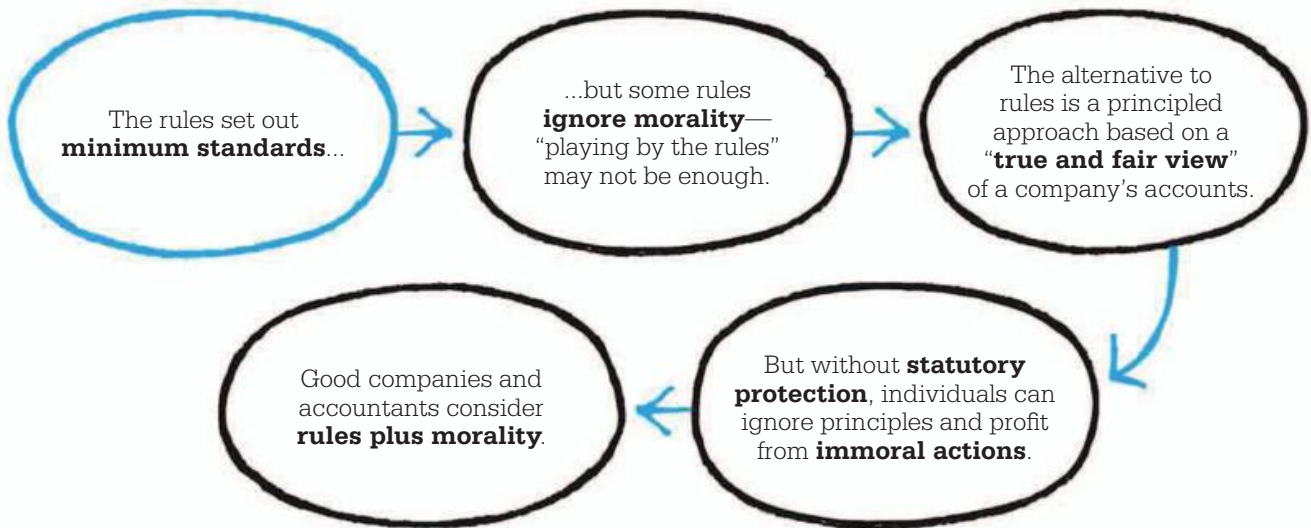 The rules set out
minimum standards...
...but some rules
ignore morality—
“playing by the rules”
may not be enough.
The alternative to
rules is a principled
approach based on a
“true and fair view”
of a company’s accounts.
But without statutory
protection, individuals can
ignore principles and profit
from immoral actions.
Good companies and
accountants consider
rules plus morality.